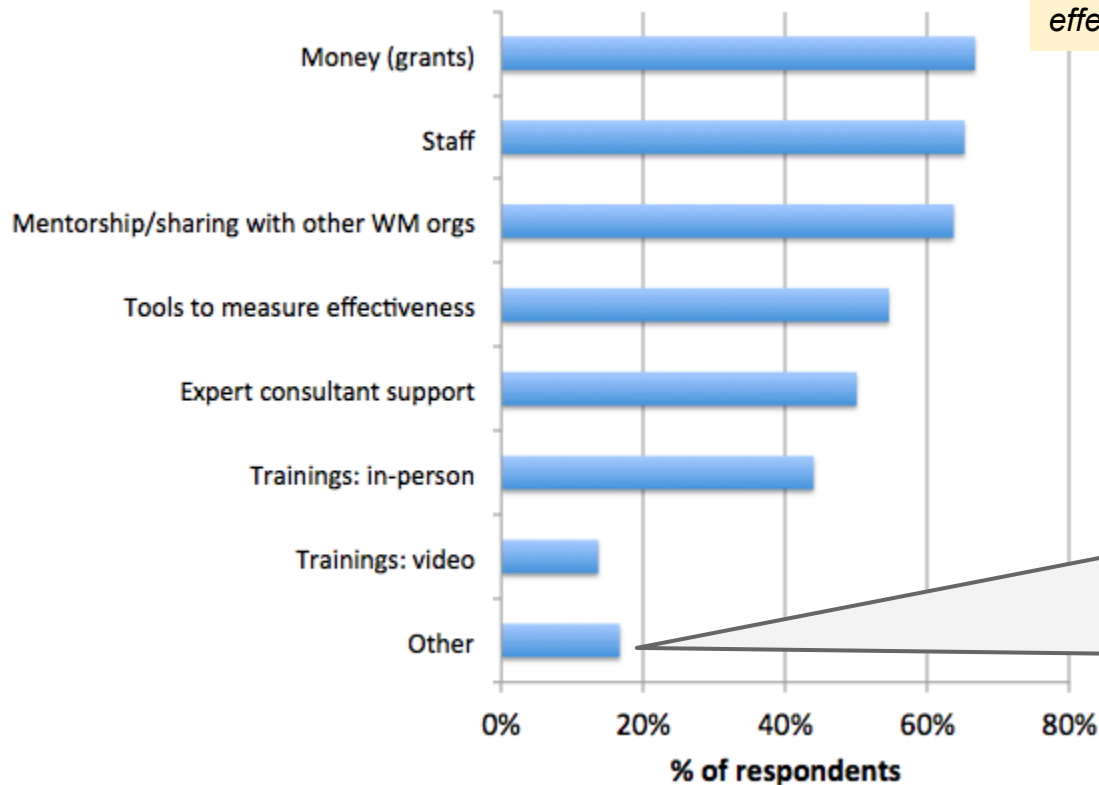 effe
Money (grants)
Staff
Mentorship/sharing with other WM orgs
Tools to measure effectiveness
Expert consultant support
Trainings: in-person
Trainings: video
Other
0% 20% 40% 60% 80%
% of respondents